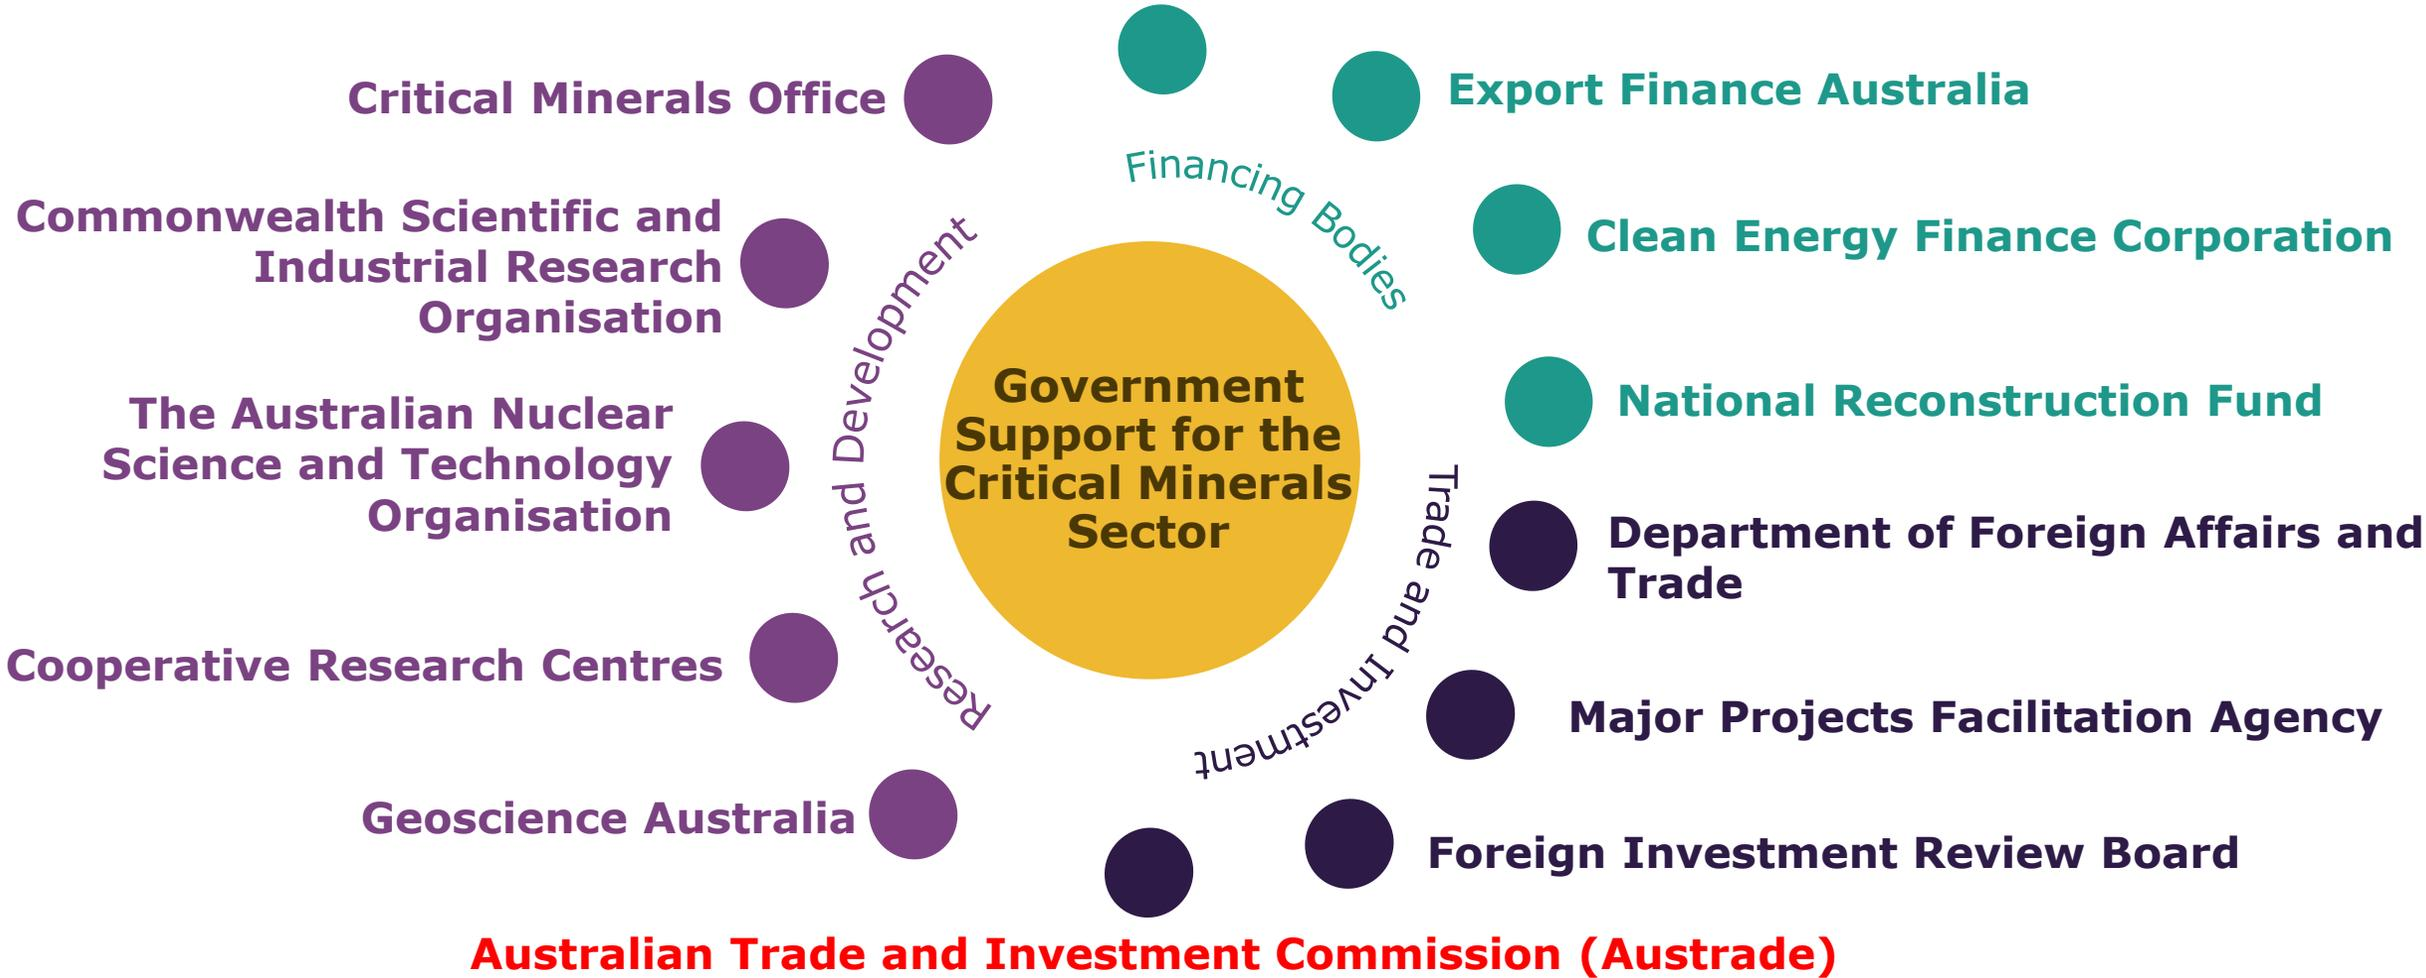 Critical Minerals Office
Commonwealth Scientific and
Industrial Research
Organisation
The Australian Nuclear
Science and Technology
Organisation
Cooperative Research Centres
Geoscience Australia
Research and Development
Financing Bodies
Government
Support for the
Critical Minerals
Sector
Trade and Investment
Export Finance Australia
Clean Energy Finance Corporation
National Reconstruction Fund
Department of Foreign Affairs and
Trade
Major Projects Facilitation Agency
Foreign Investment Review Board
Australian Trade and Investment Commission (Austrade)